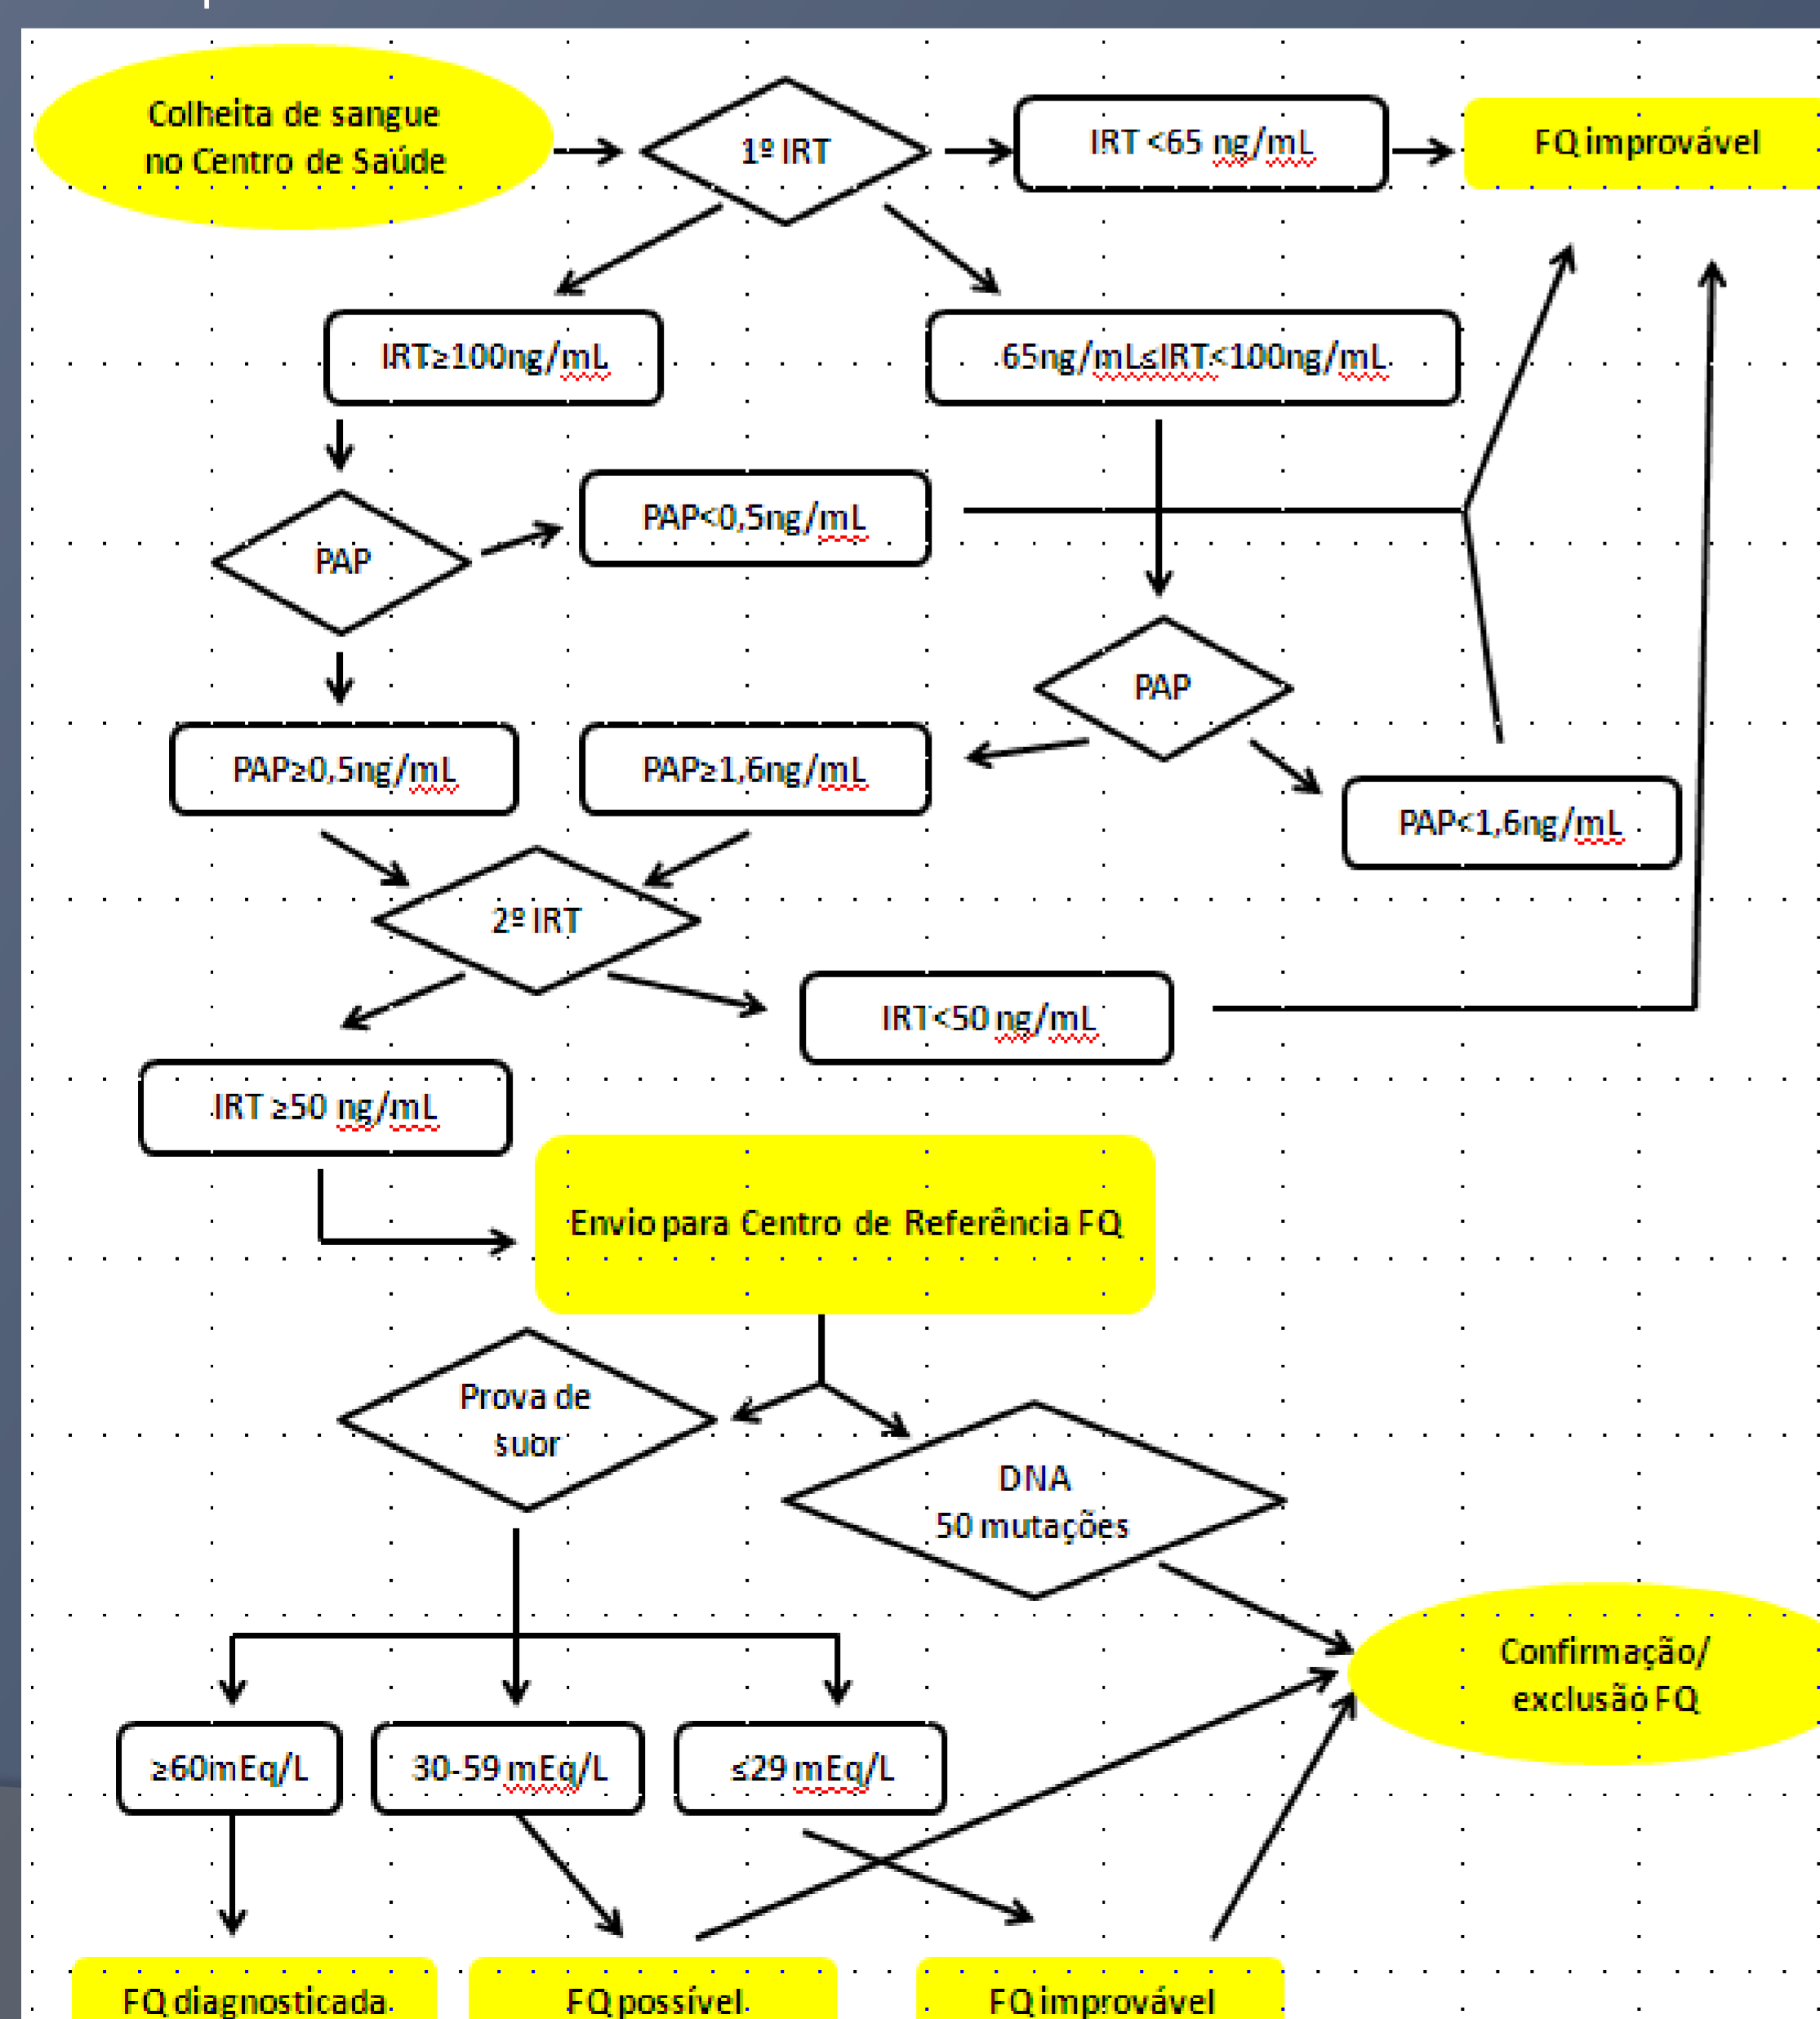 Colheita de sangue
no Centro de Saúde
1º IRT
IRT <65 ng/mL
FQ improvável
IRT≥100ng/mL
65ng/mL≤IRT<100ng/mL
PAP
PAP<0,5ng/mL
PAP
PAP≥0,5ng/mL
PAP≥1,6ng/mL
PAP<1,6ng/mL
2º IRT
IRT<50 ng/mL
IRT ≥50 ng/mL
Envio para Centro de Referência FQ
Prova de
suor
DNA
50 mutações
Confirmação/
exclusão FQ
≥60mEq/L
30-59 mEq/L
≤29 mEq/L
FQ diagnosticada
FQ possível
FQ improvável